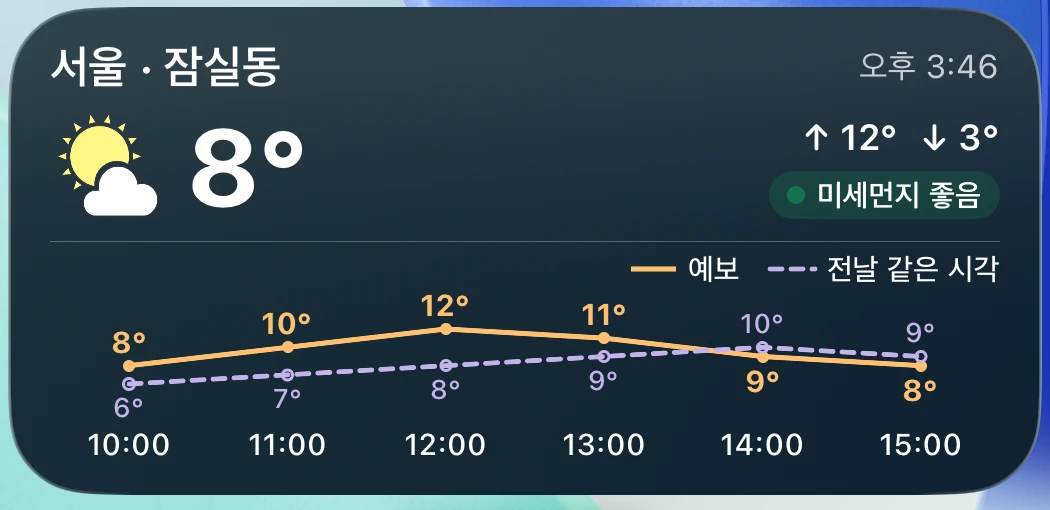 서울 · 잠실동
오후 3:46
8°
↑ 12° ↓ 3°
미세먼지 좋음
예보 전날 같은 시각
8° 10° 12° 11° 10° 9°
6° 7° 8° 9° 9° 8°
10:00 11:00 12:00 13:00 14:00 15:00